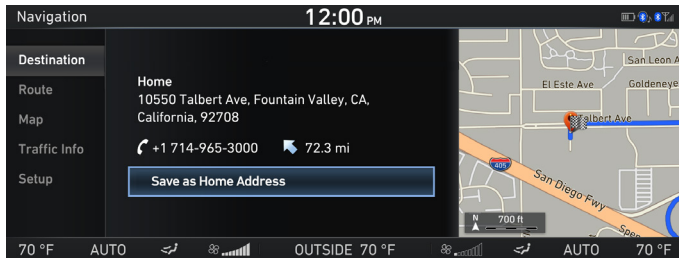 Navigation
12:00 PM
Destination
Route
Map
Traffic Info
Setup
Home
10550 Talbert Ave, Fountain Valley, CA,
California, 92708
+1 714-965-3000
72.3 mi
Save as Home Address
San Leon A
El Este Ave
Goldeneye
Talbert Ave
405
San Diego Fwy
N
700 ft
Spe
70 °F
AUTO
OUTSIDE 70 °F
AUTO
70 °F